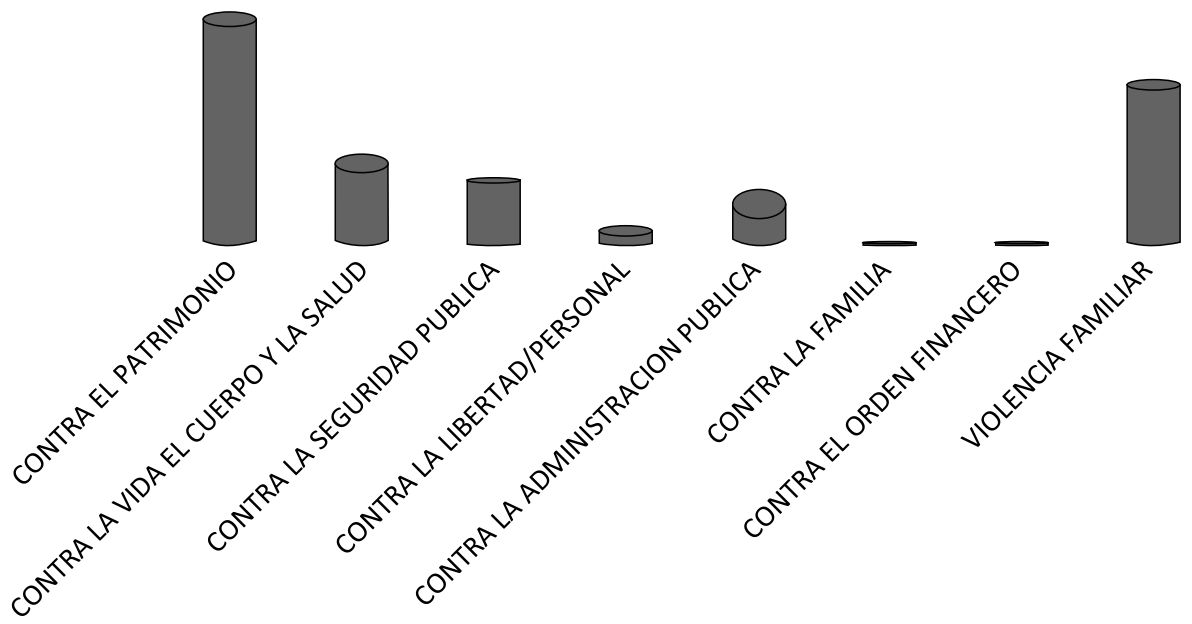 CONTRA EL PATRIMONIO
CONTRA LA VIDA EL CUERPO Y LA SALUD
CONTRA LA SEGURIDAD PUBLICA
CONTRA LA LIBERTAD/PERSONAL
CONTRA LA ADMINISTRACION PUBLICA
CONTRA LA FAMILIA
CONTRA EL ORDEN FINANCERO
VIOLENCIA FAMILIAR